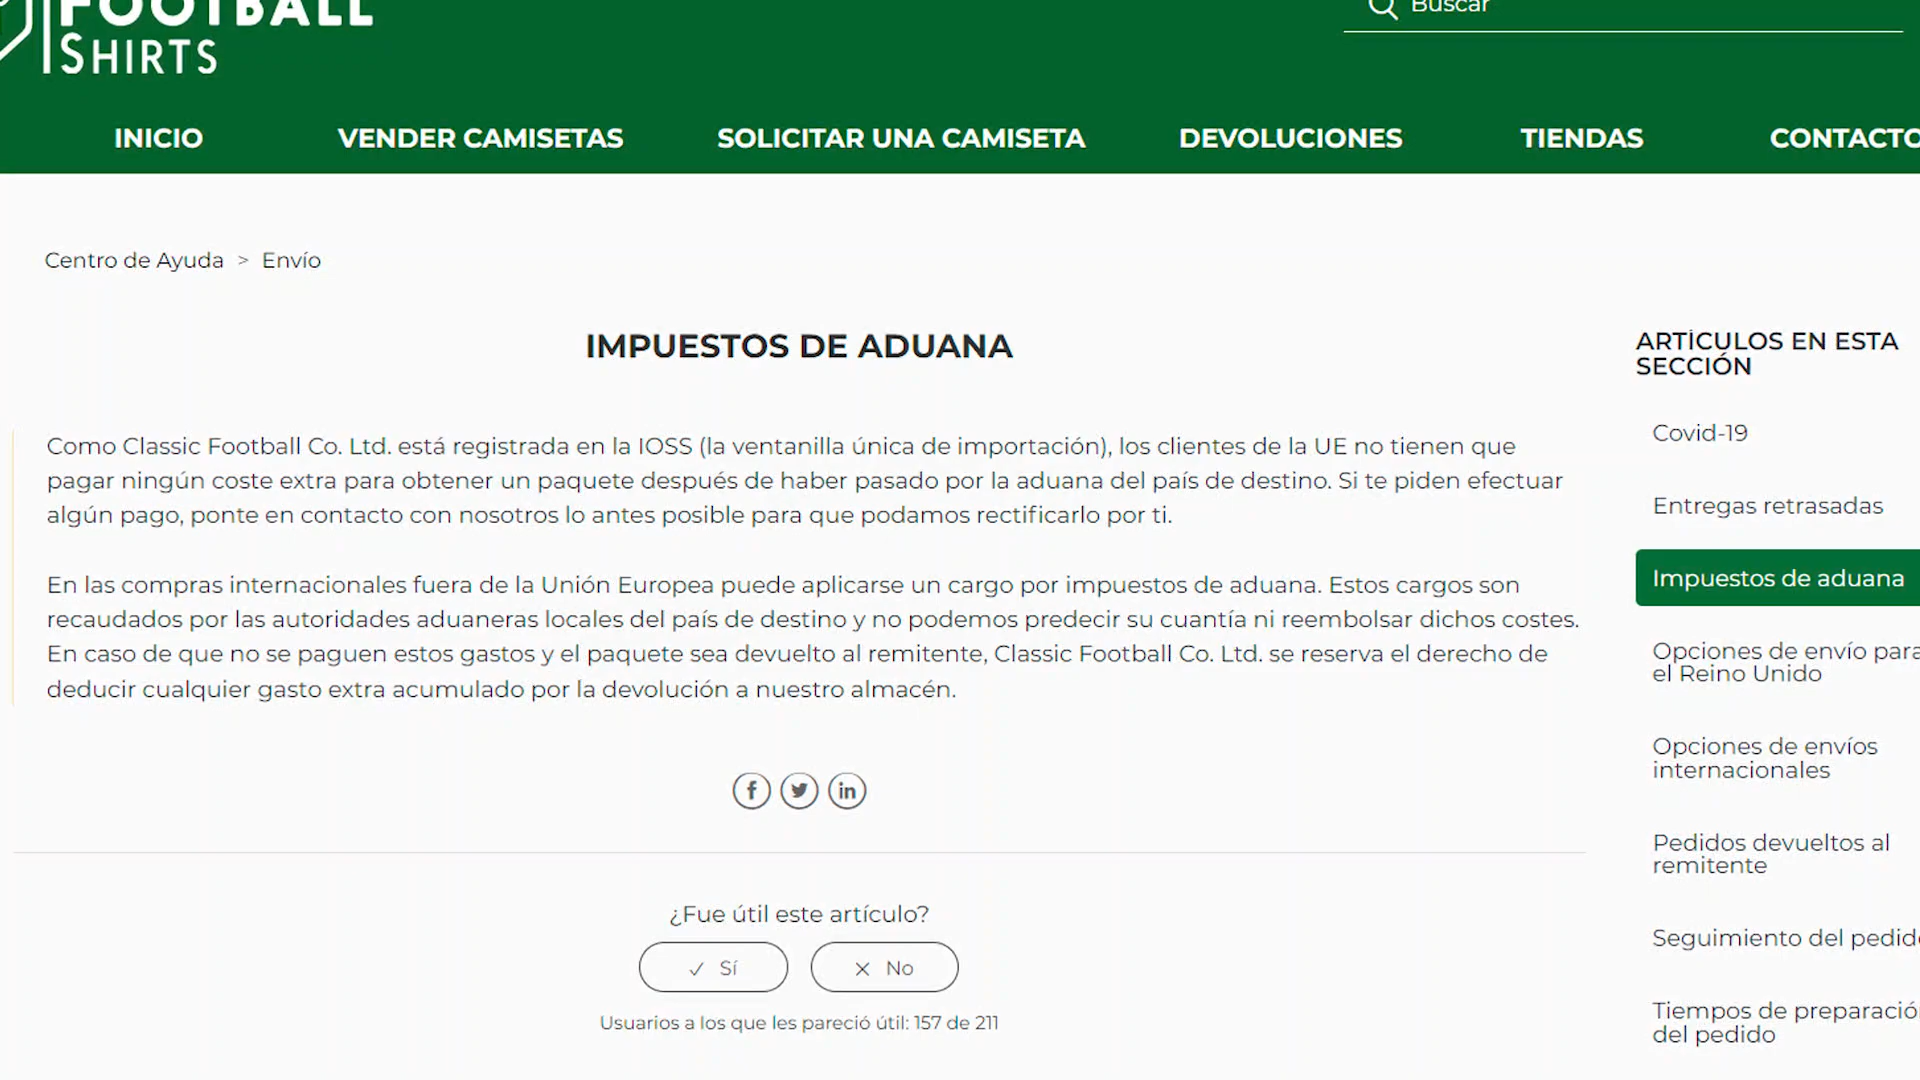 FOOTBALL
SHIRTS
Buscar
INICIO VENDER CAMISETAS SOLICITAR UNA CAMISETA DEVOLUCIONES TIENDAS CONTACTO
Centro de Ayuda > Envío
IMPUESTOS DE ADUANA
Como Classic Football Co. Ltd. está registrada en la IOSS (la ventanilla única de importación), los clientes de la UE no tienen que
pagar ningún coste extra para obtener un paquete después de haber pasado por la aduana del país de destino. Si te piden efectuar
algún pago, ponte en contacto con nosotros lo antes posible para que podamos rectificarlo por ti.
En las compras internacionales fuera de la Unión Europea puede aplicarse un cargo por impuestos de aduana. Estos cargos son
recaudados por las autoridades aduaneras locales del país de destino y no podemos predecir su cuantía ni reembolsar dichos costes.
En caso de que no se paguen estos gastos y el paquete sea devuelto al remitente, Classic Football Co. Ltd. se reserva el derecho de
deducir cualquier gasto extra acumulado por la devolución a nuestro almacén.
¿Fue útil este artículo?
Sí No
Usuarios a los que les pareció útil: 157 de 211
ARTÍCULOS EN ESTA
SECCIÓN
Covid-19
Entregas retrasadas
Impuestos de aduana
Opciones de envío para
el Reino Unido
Opciones de envíos
internacionales
Pedidos devueltos al
remitente
Seguimiento del pedido
Tiempos de preparació
del pedido